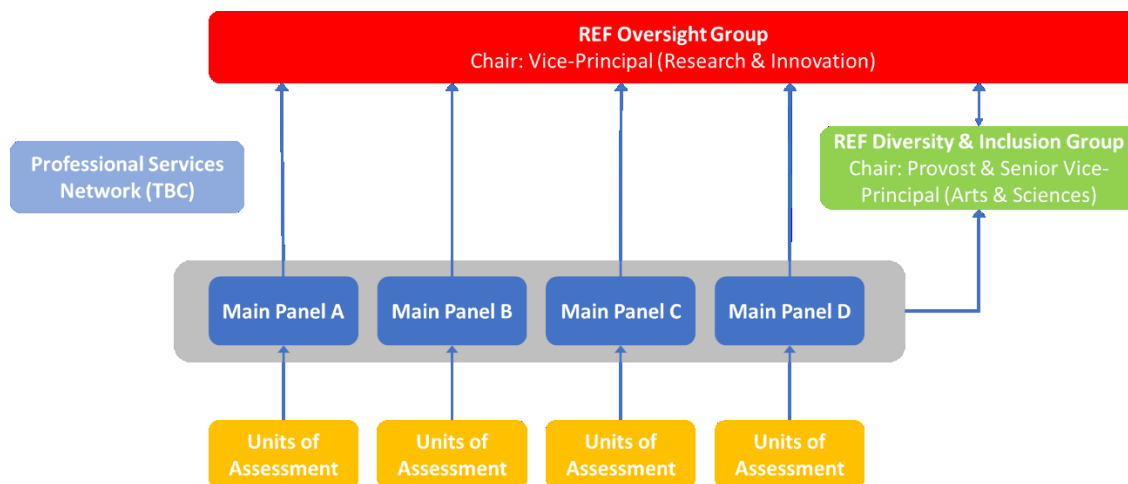 REF Oversight Group
Chair: Vice-Principal (Research & Innovation)
Professional Services
Network (TBC)
REF Diversity & Inclusion Group
Chair: Provost & Senior Vice-
Principal (Arts & Sciences)
Main Panel A
Main Panel B
Main Panel C
Main Panel D
Units of
Assessment
Units of
Assessment
Units of
Assessment
Units of
Assessment